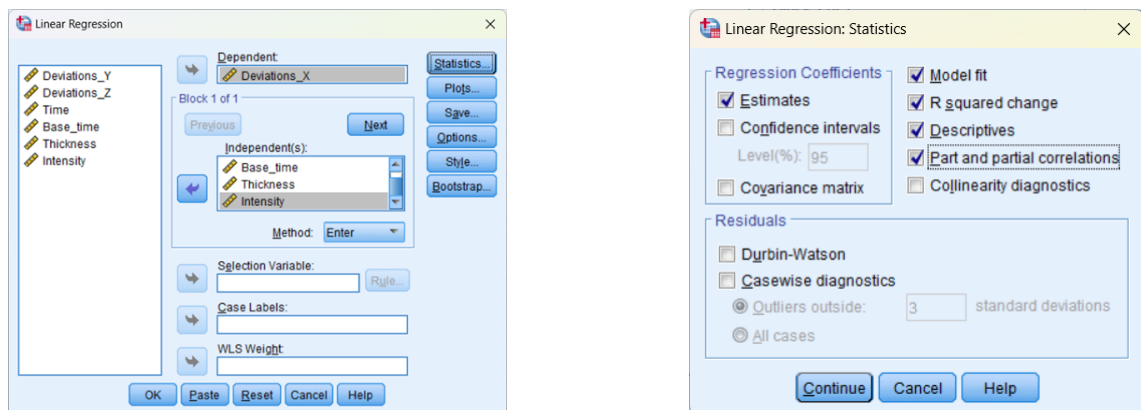 Linear Regression
Deviations_Y
Deviations_Z
Time
Base_time
Thickness
Intensity
Dependent:
Deviations_X
Block 1 of 1
Previous
Next
Independent(s):
Base_time
Thickness
Intensity
Method:
Enter
Selection Variable:
Rule...
Case Labels:
WLS Weight:
Statistics...
Plots...
Save...
Options...
Style...
Bootstrap...
OK
Paste
Reset
Cancel
Help
Linear Regression: Statistics
Regression Coefficients
Estimates
Confidence intervals
Level(%): 95
Covariance matrix
Model fit
R squared change
Descriptives
Part and partial correlations
Collinearity diagnostics
Residuals
Durbin-Watson
Casewise diagnostics
Outliers outside: 3 standard deviations
All cases
Continue
Cancel
Help